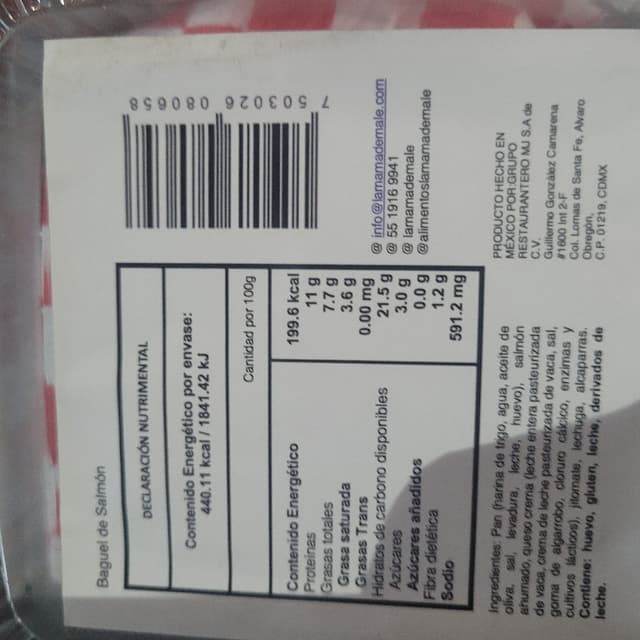 Baguel de Salmón
DECLARACIÓN NUTRIMENTAL
Contenido Energético por envase:
440.11 kcal / 1841.42 kJ
Cantidad por 100g
Contenido Energético 199.6 kcal
Proteínas 11 g
Grasas totales 7.7 g
Grasa saturada 3.6 g
Grasas Trans 0.00 mg
Hidratos de carbono disponibles 21.5 g
Azúcares 3.0 g
Azúcares añadidos 0.0 g
Fibra dietética 1.2 g
Sodio 591.2 mg
7 503026 080658
@ info@lamamademale.com
@ 55 1916 9941
@ lamamademale
@alimentoslamamademale
Ingredientes: Pan (harina de trigo, agua, aceite de
oliva, sal, levadura, leche, huevo), salmón
ahumado, queso crema (leche entera pasteurizada
de vaca, crema de leche pasteurizada de vaca, sal,
goma de algarrobo, cloruro cálcico, enzimas y
cultivos lácticos), jitomate, lechuga, alcaparras.
Contiene: huevo, gluten, leche, derivados de
leche.
PRODUCTO HECHO EN
MÉXICO POR:GRUPO
RESTAURANTERO MJ S.A de
C.V.
Guillermo González Camarena
#1600 Int 2-F
Col. Lomas de Santa Fe, Alvaro
Obregón,
C.P. 01219, CDMX